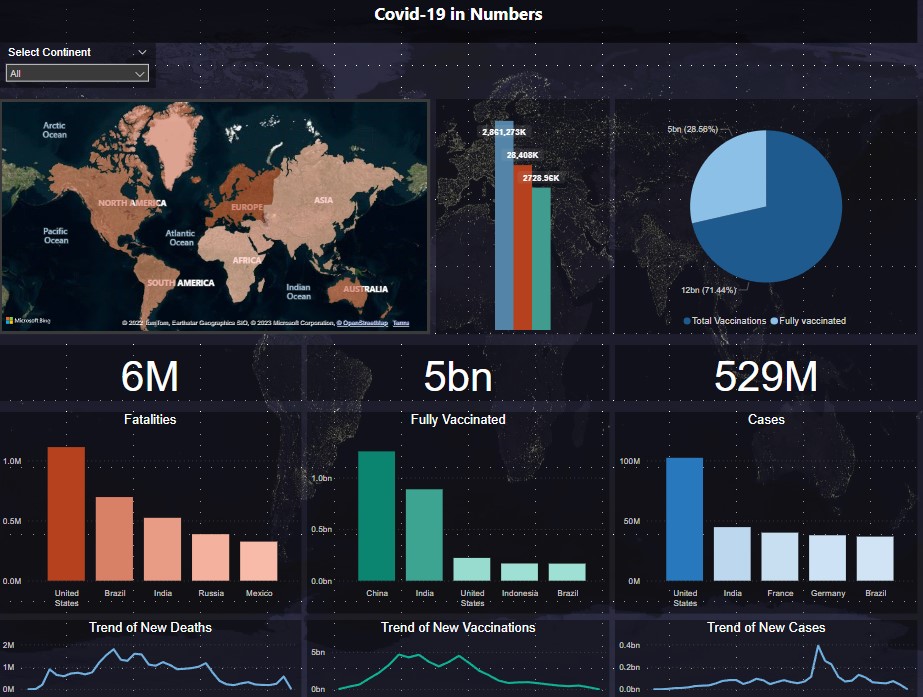 Covid-19 in Numbers
Select Continent
All
Arctic
Ocean
NORTH AMERICA
EUROPE
ASIA
Pacific
Ocean
Atlantic
Ocean
AFRICA
SOUTH AMERICA
Indian
Ocean
AUSTRALIA
Microsoft Bing
© 2022 TomTom, Earthstar Geographics SIO, © 2023 Microsoft Corporation, © OpenStreetMap Terms
2,861,273K
28,408K
2728.96K
5bn (28.56%)
12bn (71.44%)
Total Vaccinations Fully vaccinated
6M
5bn
529M
Fatalities
1.0M
0.5M
0.0M
United
States
Brazil
India
Russia
Mexico
Fully Vaccinated
1.0bn
0.5bn
0.0bn
China
India
United
States
Indonesia
Brazil
Cases
100M
50M
0M
United
States
India
France
Germany
Brazil
Trend of New Deaths
2M
1M
0M
Trend of New Vaccinations
5bn
0bn
Trend of New Cases
0.4bn
0.2bn
0.0bn